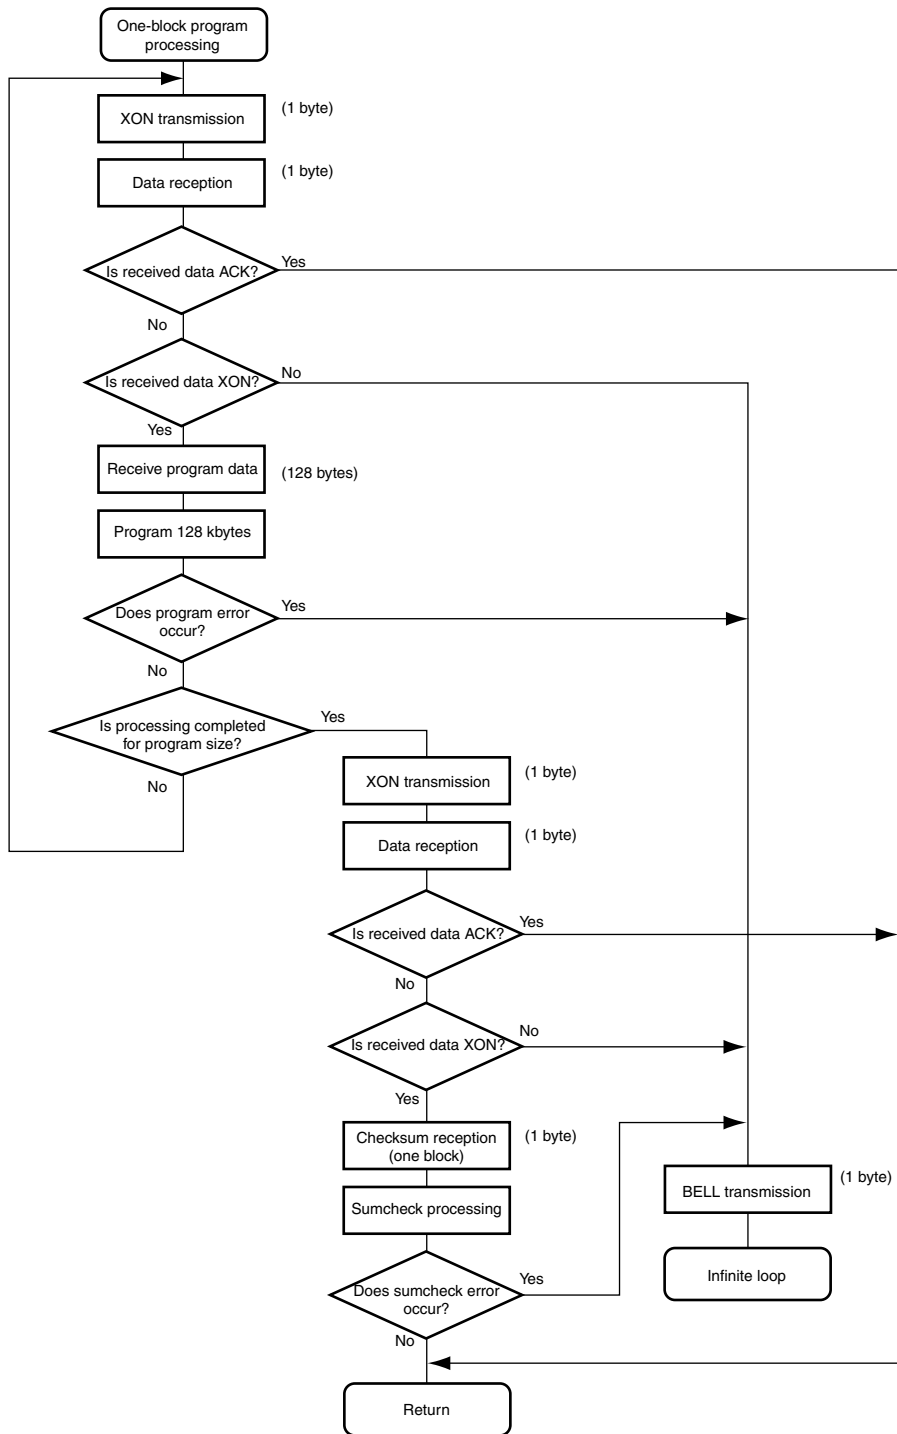 One-block program
processing
XON transmission
(1 byte)
Data reception
(1 byte)
Is received data ACK?
Yes
No
Is received data XON?
No
Yes
Receive program data
(128 bytes)
Program 128 kbytes
Does program error
occur?
Yes
No
Is processing completed
for program size?
Yes
No
XON transmission
(1 byte)
Data reception
(1 byte)
Is received data ACK?
Yes
No
Is received data XON?
No
Yes
Checksum reception
(one block)
(1 byte)
Sumcheck processing
BELL transmission
(1 byte)
Does sumcheck error
occur?
Yes
No
Infinite loop
Return